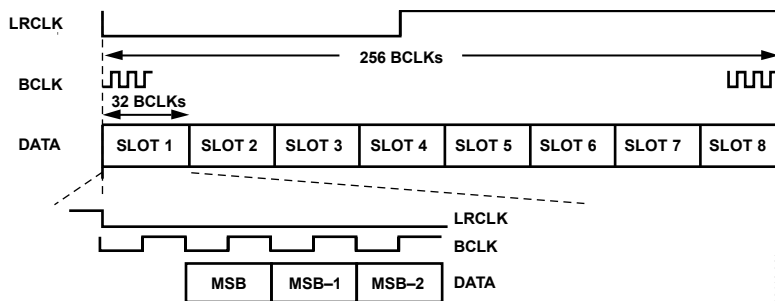 LRCLK
256 BCLKs
BCLK
32 BCLKs
DATA SLOT 1 SLOT 2 SLOT 3 SLOT 4 SLOT 5 SLOT 6 SLOT 7 SLOT 8
LRCLK
BCLK
MSB MSB–1 MSB–2 DATA